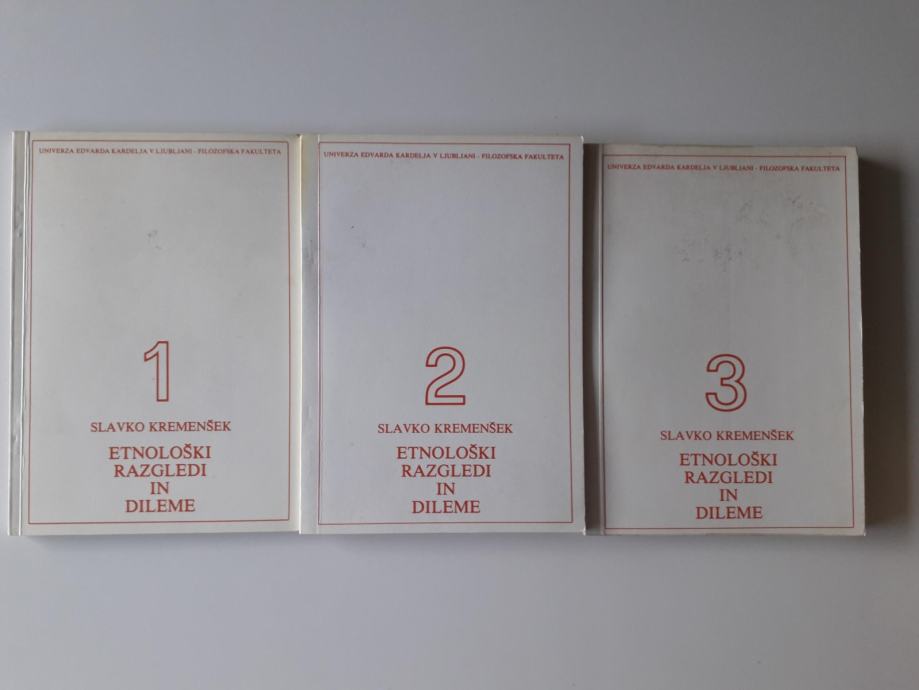 UNIVERZA EDVARDA KARDELJA V LJUBLJANI - FILOZOFSKA FAKULTETA
1
SLAVKO KREMENŠEK
ETNOLOŠKI
RAZGLEDI
IN
DILEME
UNIVERZA EDVARDA KARDELJA V LJUBLJANI - FILOZOFSKA FAKULTETA
2
SLAVKO KREMENŠEK
ETNOLOŠKI
RAZGLEDI
IN
DILEME
UNIVERZA EDVARDA KARDELJA V LJUBLJANI - FILOZOFSKA FAKULTETA
3
SLAVKO KREMENŠEK
ETNOLOŠKI
RAZGLEDI
IN
DILEME